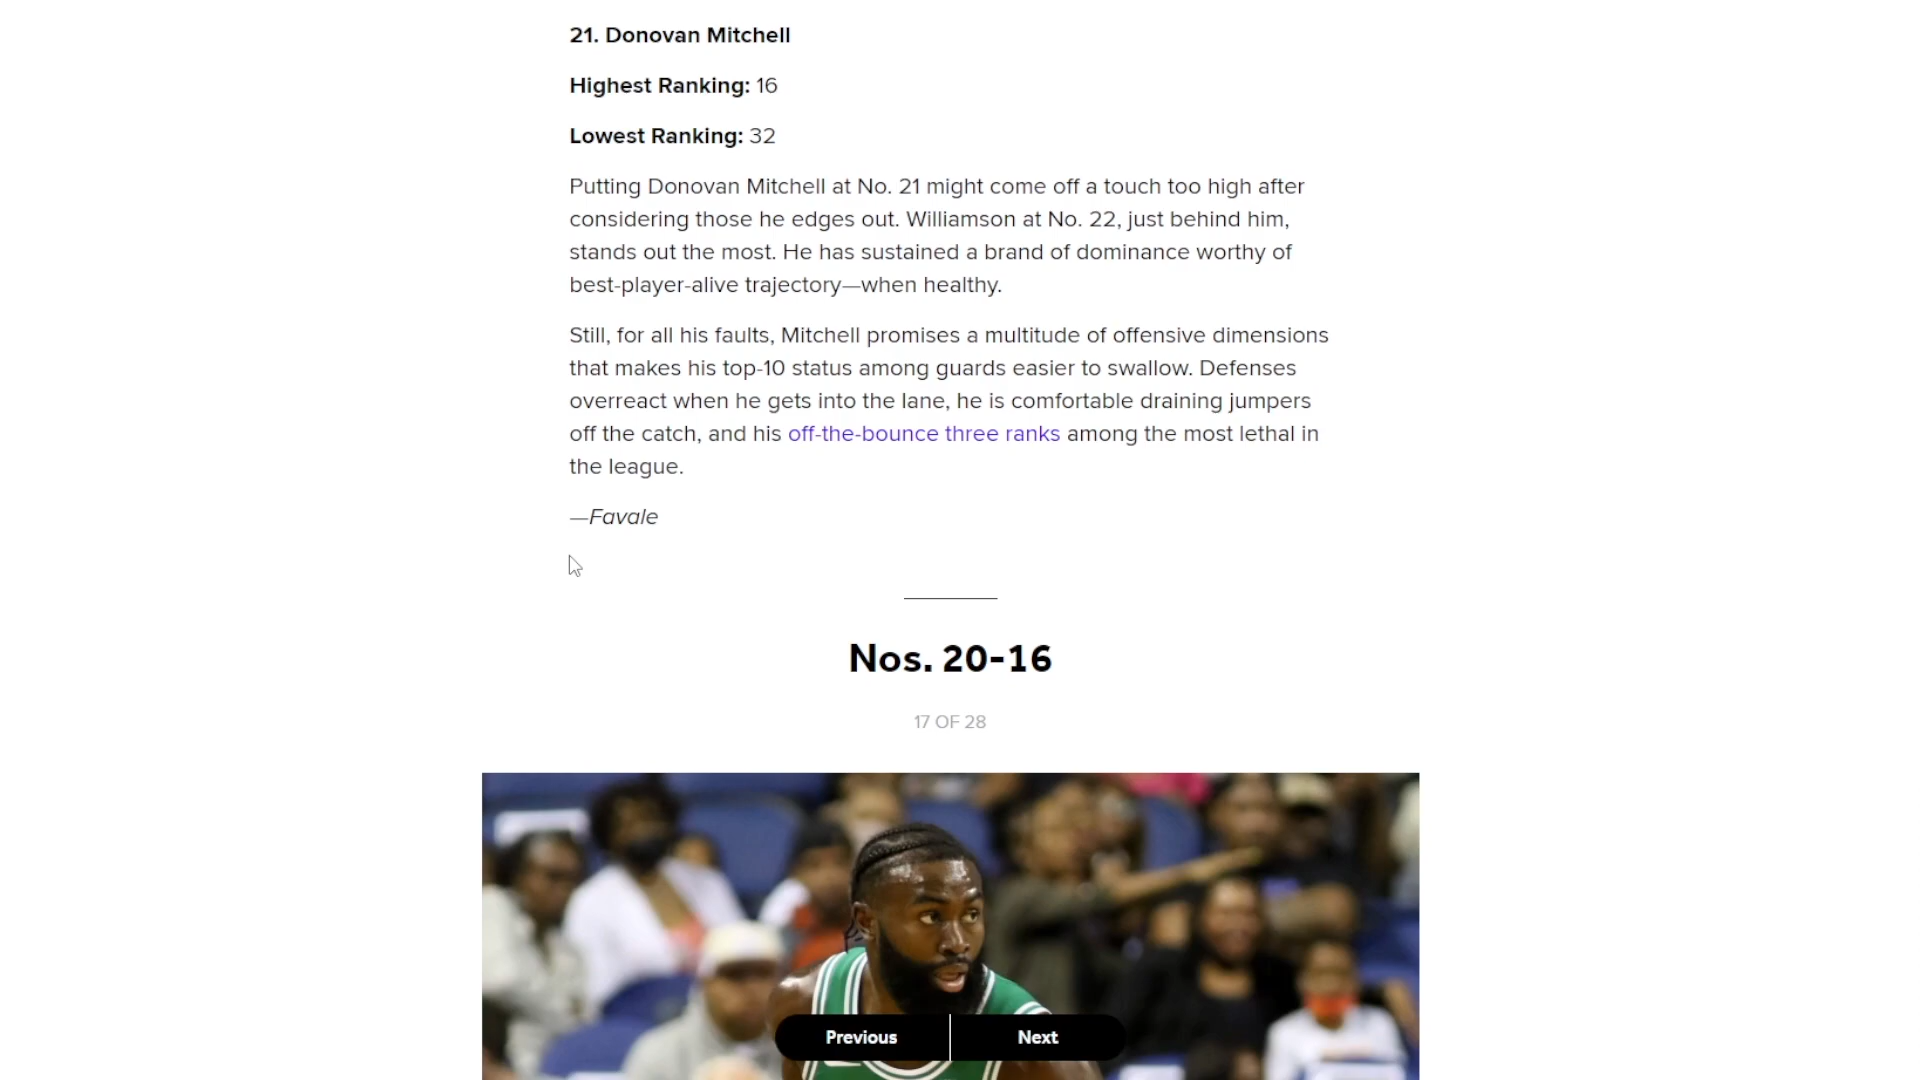 21. Donovan Mitchell
Highest Ranking: 16
Lowest Ranking: 32
Putting Donovan Mitchell at No. 21 might come off a touch too high after
considering those he edges out. Williamson at No. 22, just behind him,
stands out the most. He has sustained a brand of dominance worthy of
best-player-alive trajectory—when healthy.
Still, for all his faults, Mitchell promises a multitude of offensive dimensions
that makes his top-10 status among guards easier to swallow. Defenses
overreact when he gets into the lane, he is comfortable draining jumpers
off the catch, and his off-the-bounce three ranks among the most lethal in
the league.
—Favale
Nos. 20-16
17 OF 28
Previous
Next